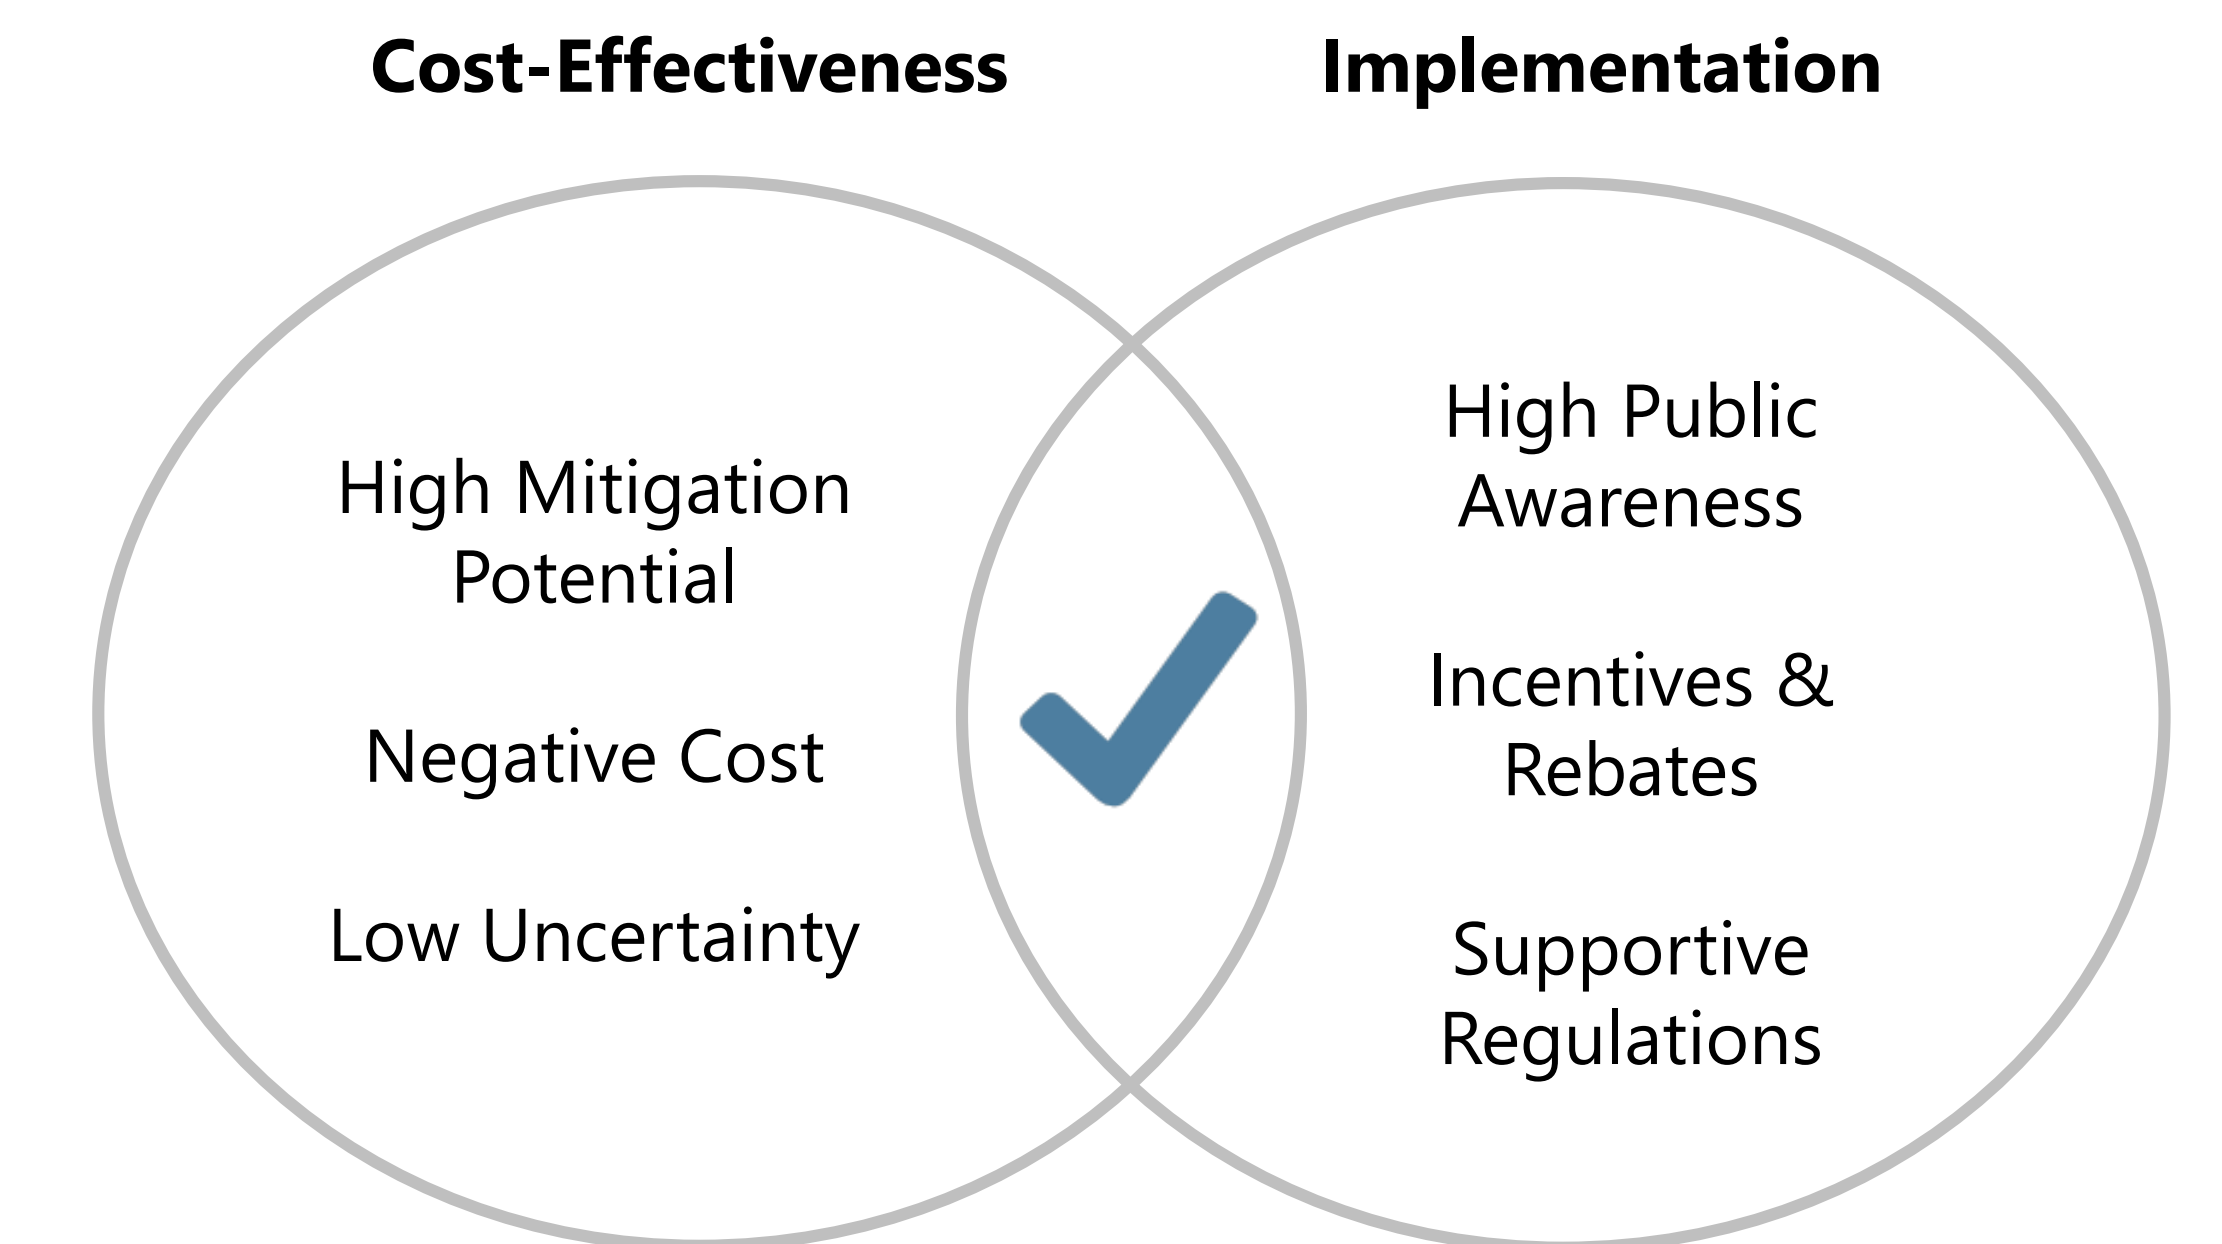 Cost-Effectiveness
Implementation
High Mitigation
Potential
Negative Cost
Low Uncertainty
High Public
Awareness
Incentives &
Rebates
Supportive
Regulations